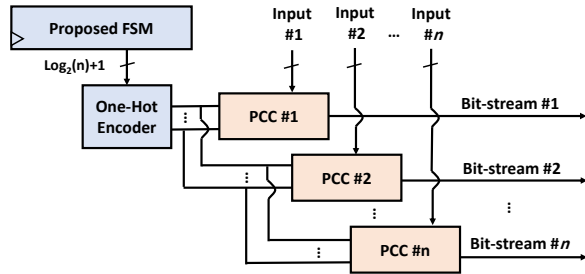 Proposed FSM
Input
#1
Input
#2
...
Input
#n
Log2(n)+1
One-Hot
Encoder
PCC #1
Bit-stream #1
PCC #2
Bit-stream #2
PCC #n
Bit-stream #n